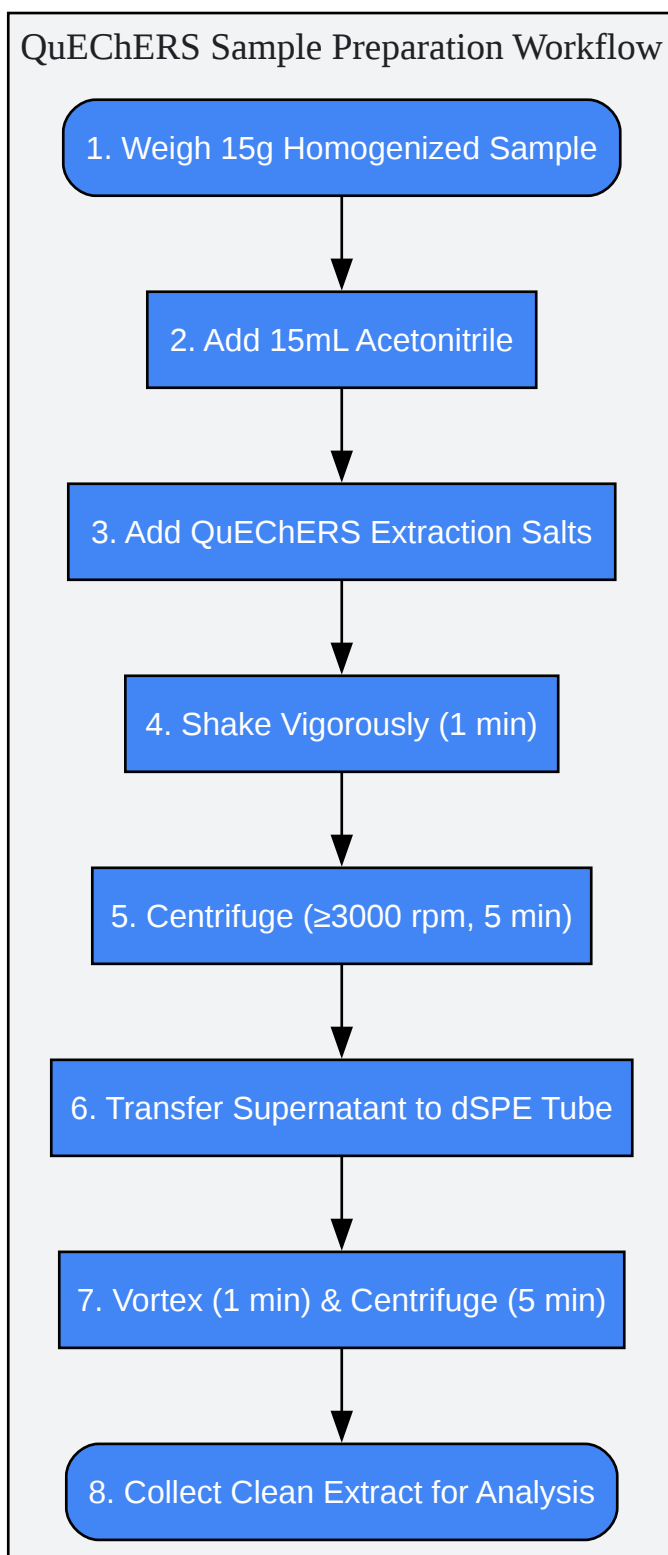 QuEChERS Sample Preparation Workflow
1. Weigh 15g Homogenized Sample
2. Add 15mL Acetonitrile
3. Add QuEChERS Extraction Salts
4. Shake Vigorously (1 min)
5. Centrifuge (≥3000 rpm, 5 min)
6. Transfer Supernatant to dSPE Tube
7. Vortex (1 min) & Centrifuge (5 min)
8. Collect Clean Extract for Analysis